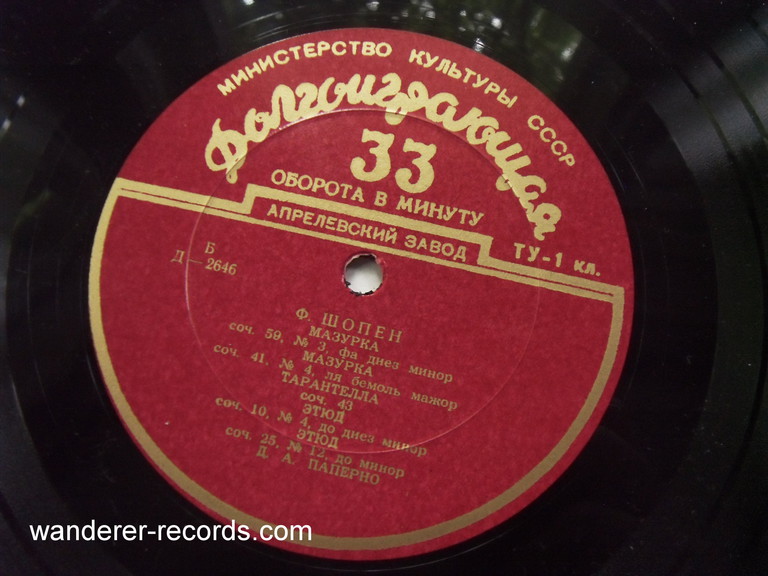 МИНИСТЕРСТВО КУЛЬТУРЫ СССР
Долгоиграющая
33
ОБОРОТА В МИНУТУ
АПРЕЛЕВСКИЙ ЗАВОД
ТУ-1 кл.
Б
Д—2646
Ф. ШОПЕН
МАЗУРКА
соч. 59, № 3, фа диез минор
МАЗУРКА
соч. 41, № 4, ля бемоль мажор
ТАРАНТЕЛЛА
соч. 43
ЭТЮД
соч. 10, № 4, до диез минор
ЭТЮД
соч. 25, № 12, до минор
Д. А. ПАПЕРНО
wanderer-records.com